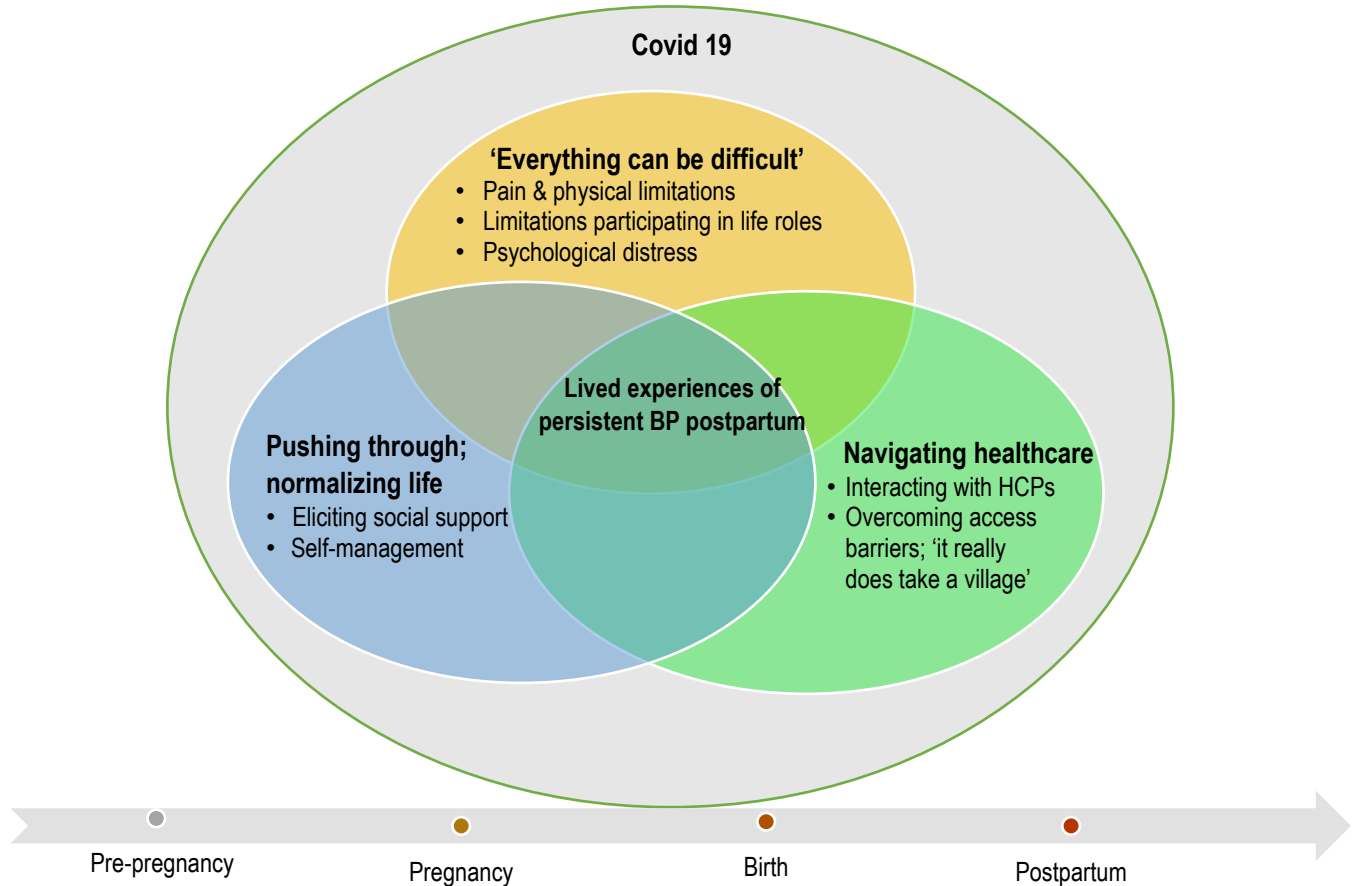 Covid 19
‘Everything can be difficult’
• Pain & physical limitations
• Limitations participating in life roles
• Psychological distress
Lived experiences of
persistent BP postpartum
Pushing through;
normalizing life
• Eliciting social support
• Self-management
Navigating healthcare
• Interacting with HCPs
• Overcoming access
barriers; ‘it really
does take a village’
Pre-pregnancy
Pregnancy
Birth
Postpartum